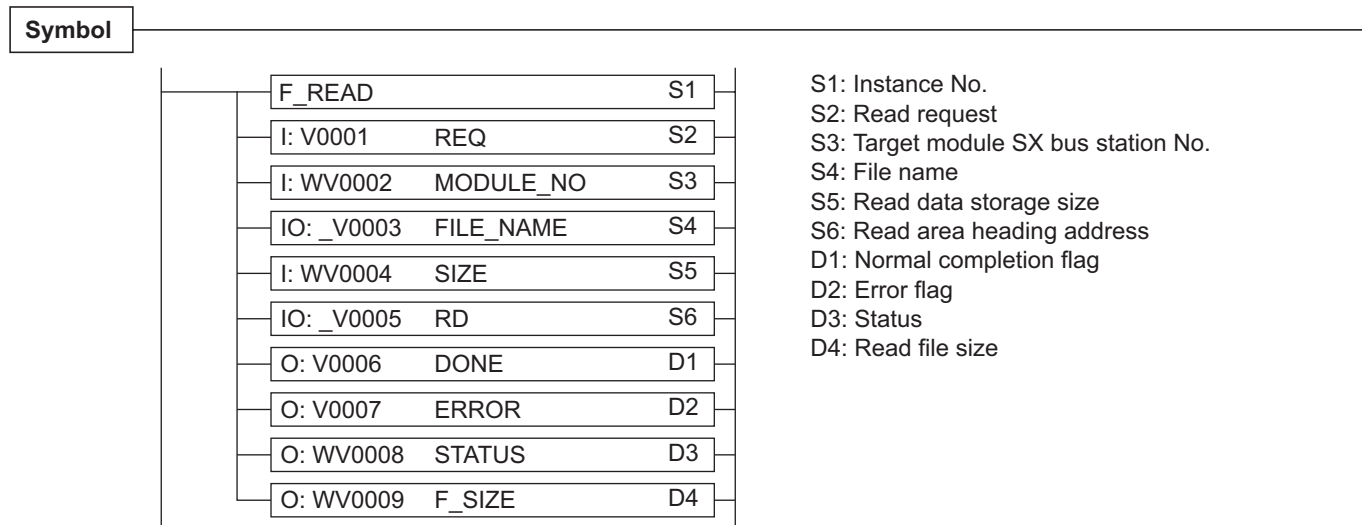 Symbol
F_READ S1
I: V0001 REQ S2
I: WV0002 MODULE_NO S3
IO: _V0003 FILE_NAME S4
I: WV0004 SIZE S5
IO: _V0005 RD S6
O: V0006 DONE D1
O: V0007 ERROR D2
O: WV0008 STATUS D3
O: WV0009 F_SIZE D4
S1: Instance No.
S2: Read request
S3: Target module SX bus station No.
S4: File name
S5: Read data storage size
S6: Read area heading address
D1: Normal completion flag
D2: Error flag
D3: Status
D4: Read file size